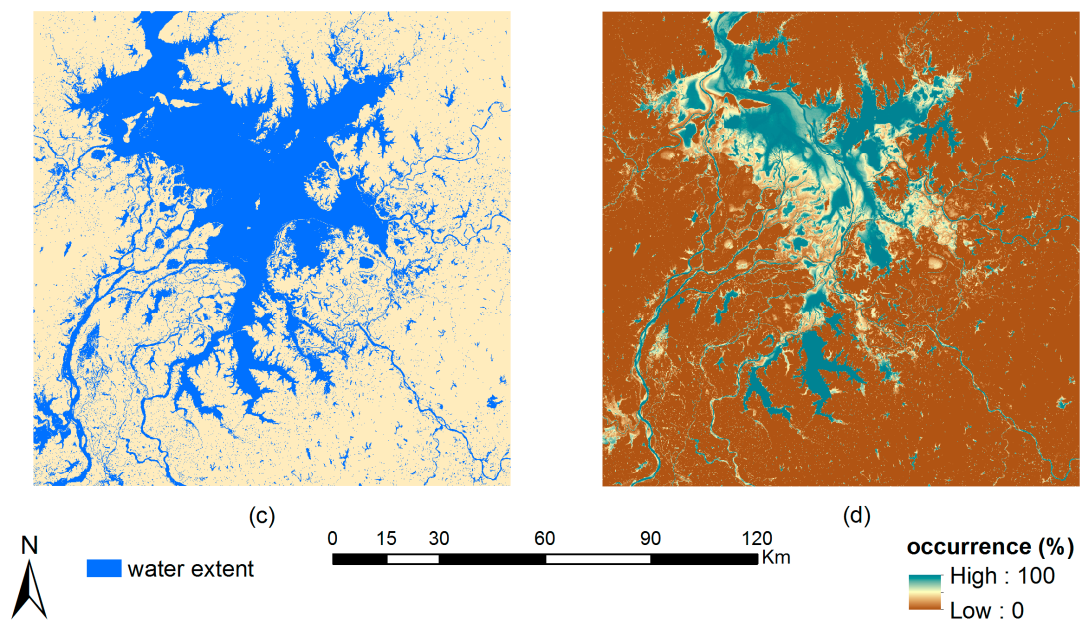 (c)
(d)
N
water extent
0 15 30 60 90 120
Km
occurrence (%)
High : 100
Low : 0